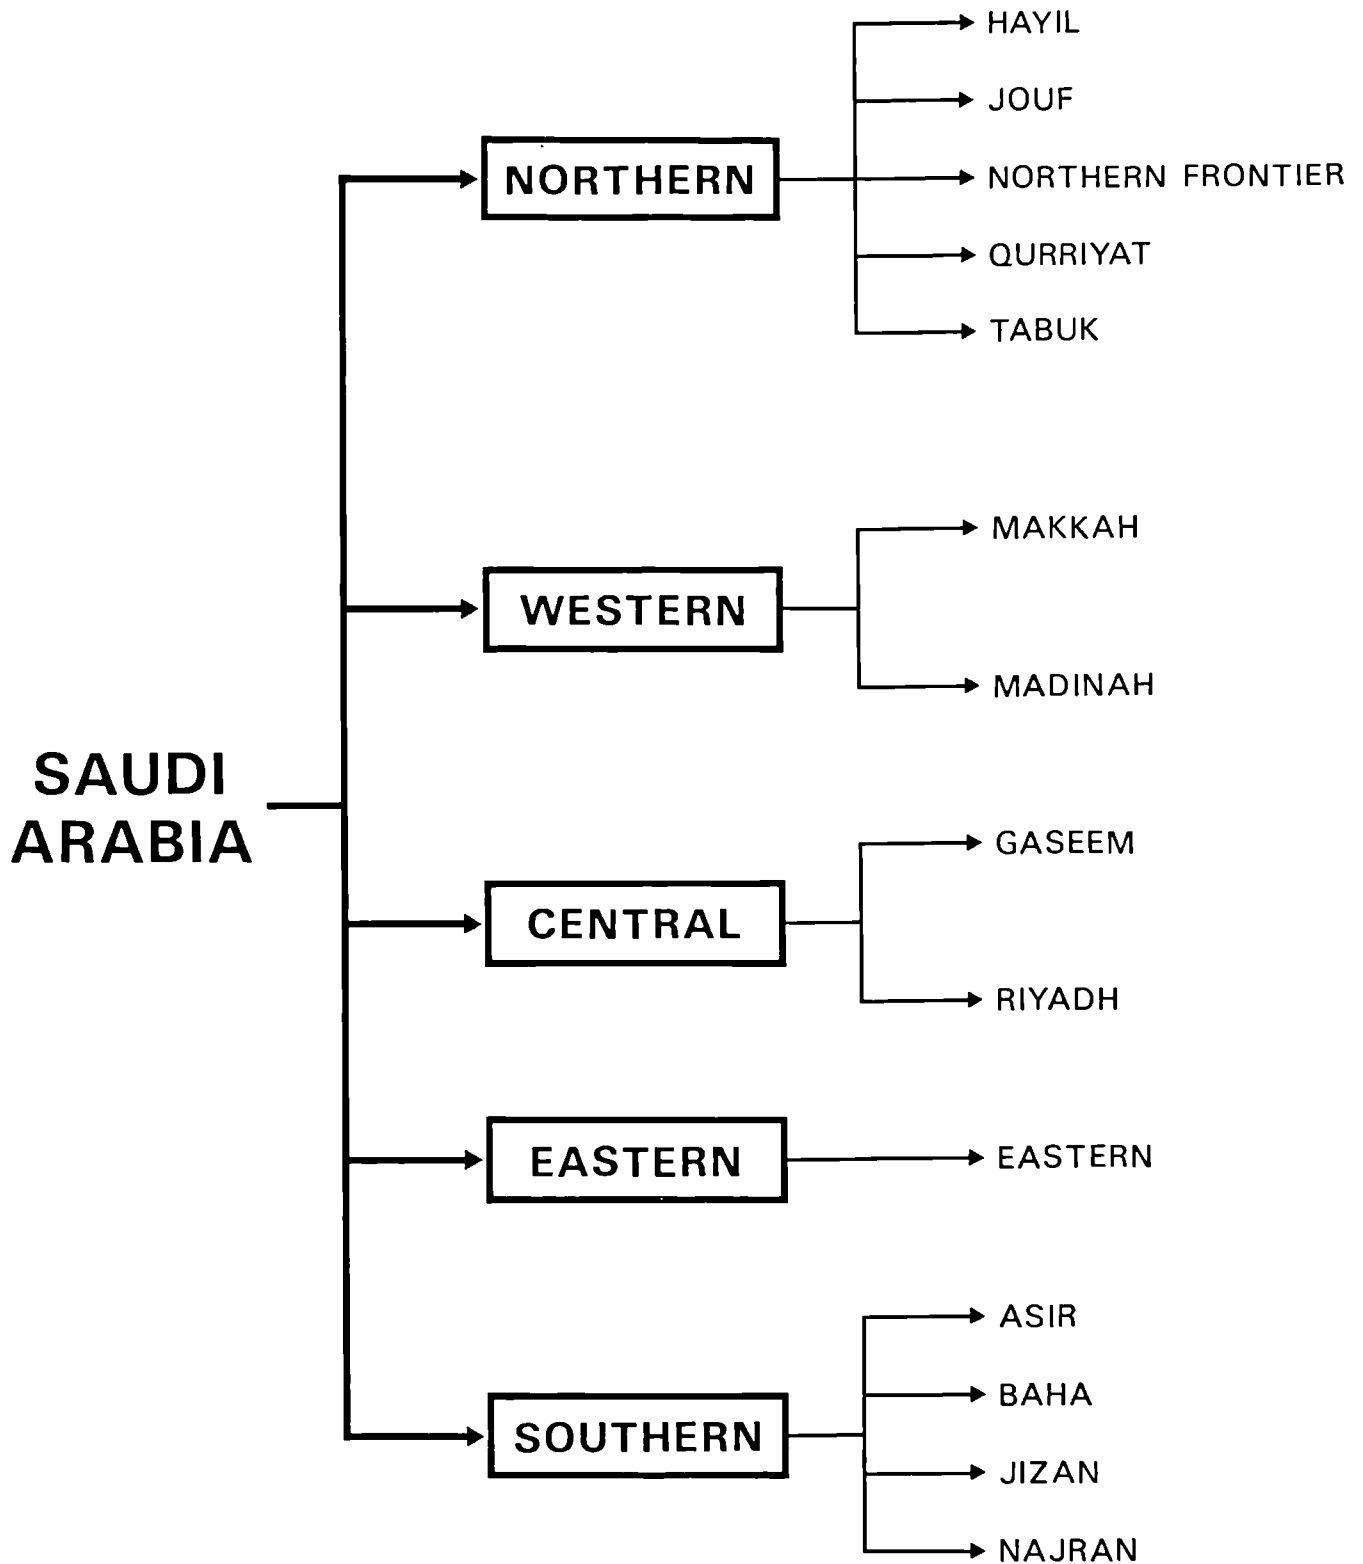 SAUDI
ARABIA
NORTHERN
HAYIL
JOUF
NORTHERN FRONTIER
QURRIYAT
TABUK
WESTERN
MAKKAH
MADINAH
CENTRAL
GASEEM
RIYADH
EASTERN
EASTERN
SOUTHERN
ASIR
BAHA
JIZAN
NAJRAN